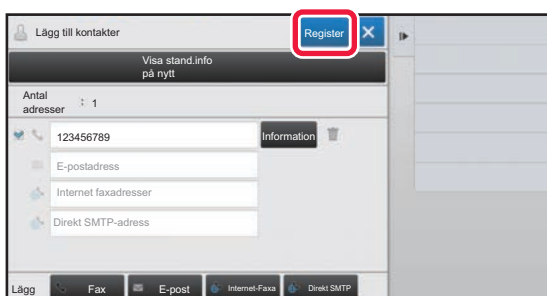 Lägg till kontakter
Register
Visa stand.info
på nytt
Antal
adresser : 1
123456789
Information
E-postadress
Internet faxadresser
Direkt SMTP-adress
Lägg
Fax
E-post
Internet-Faxa
Direkt SMTP